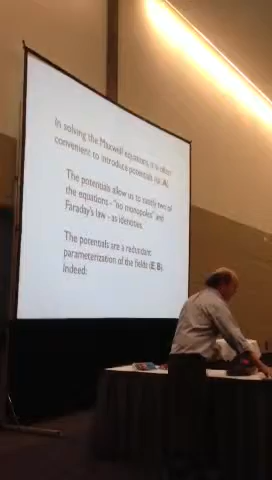 In solving the Maxwell equations, it is often
convenient to introduce potentials (Φ, A).
The potentials allow us to satisfy two of
the equations - "no monopoles" and
Faraday's law - as identities.
The potentials are a redundant
parameterization of the fields (E, B).
Indeed: